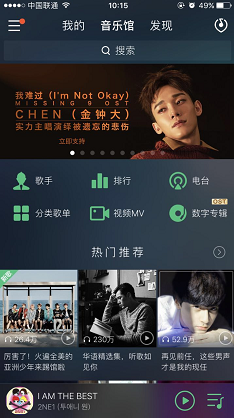 中国联通
10:15
我的 音乐馆 发现
搜索
我难过 (I'm Not Okay)
MISSING 9 OST
CHEN (金钟大)
实力主唱演绎被遗忘的悲伤
立即支持
歌手 排行 电台
OST
分类歌单 视频MV 数字专辑
热门推荐
26.4万 230万 52.9万
厉害了！火遍全美的 华语精选集，听歌如 再见前任，这些男声
亚洲少年来踢馆啦 见你 才是我的现任
I AM THE BEST
2NE1 (투애니원)